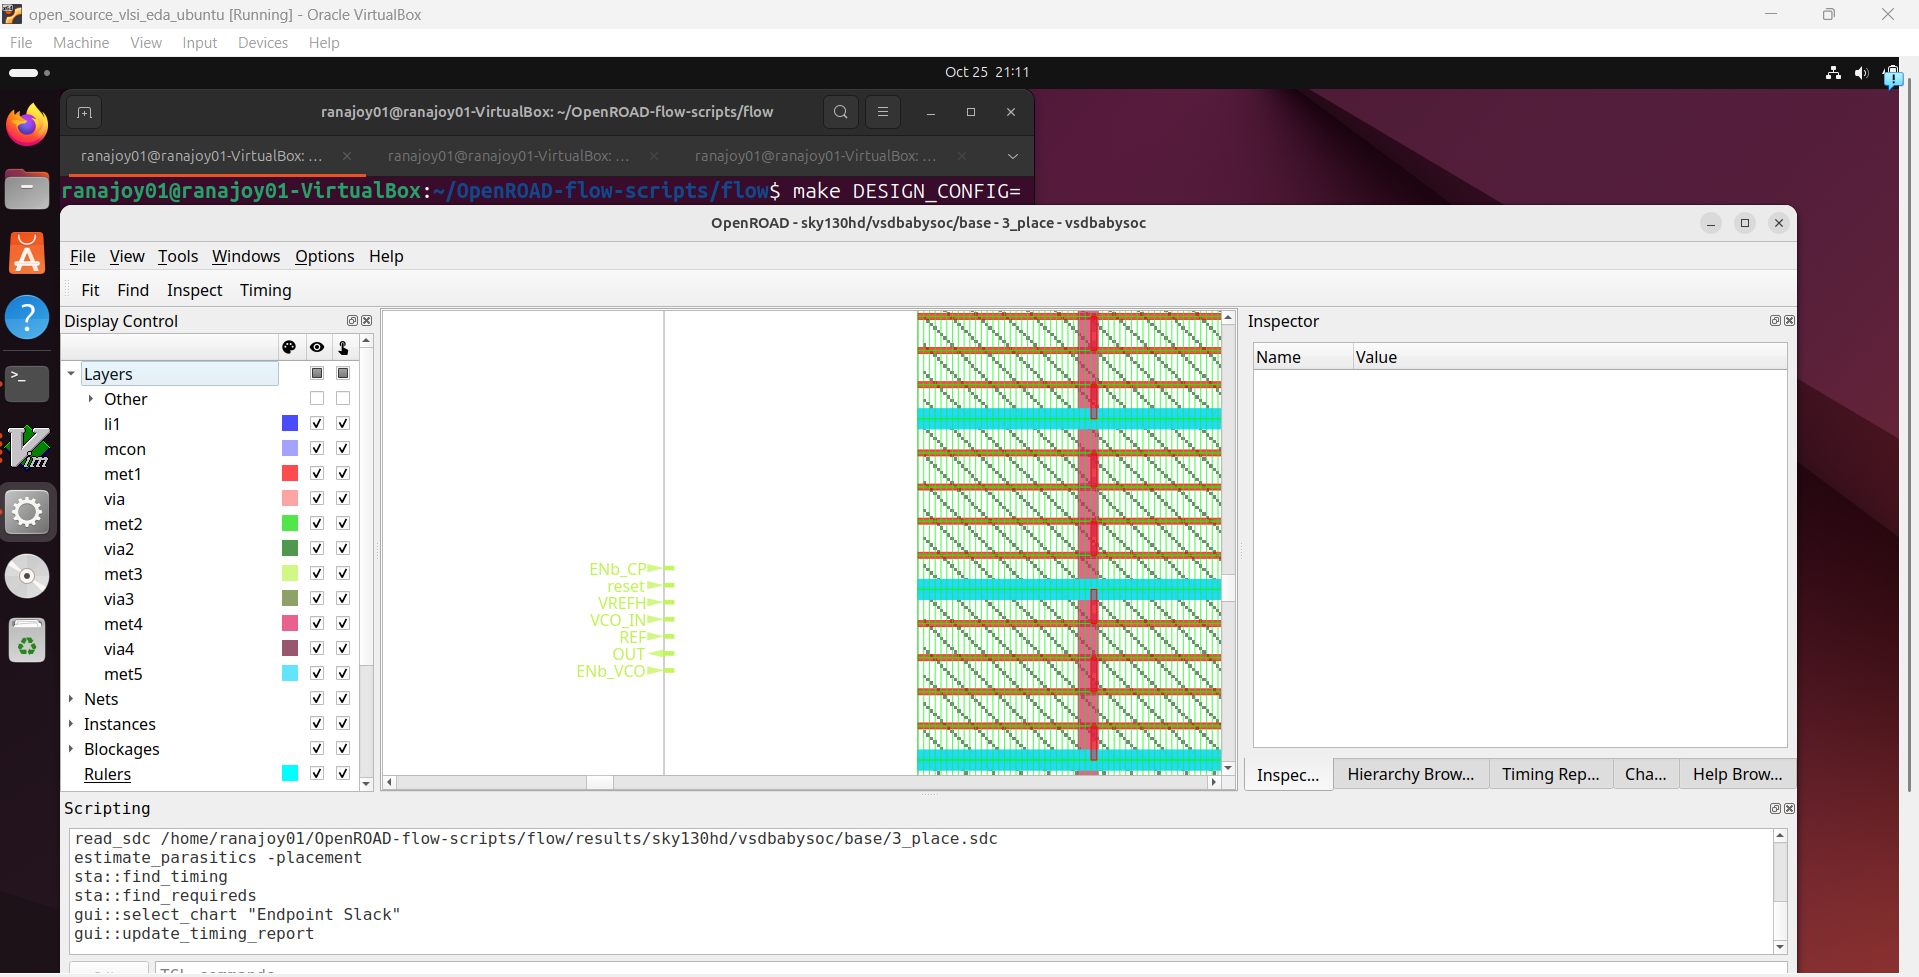 open_source_vlsi_eda_ubuntu [Running] - Oracle VirtualBox
File Machine View Input Devices Help
Oct 25 21:11
ranajoy01@ranajoy01-VirtualBox: ~/OpenROAD-flow-scripts/flow
ranajoy01@ranajoy01-VirtualBox: ... ranajoy01@ranajoy01-VirtualBox: ... ranajoy01@ranajoy01-VirtualBox: ...
ranajoy01@ranajoy01-VirtualBox:~/OpenROAD-flow-scripts/flow$ make DESIGN_CONFIG=
OpenROAD - sky130hd/vsdbabysoc/base - 3_place - vsdbabysoc
File View Tools Windows Options Help
Fit Find Inspect Timing
Display Control
Layers
Other
li1
mcon
met1
via
met2
via2
met3
via3
met4
via4
met5
Nets
Instances
Blockages
Rulers
ENb_CP
reset
VREFH
VCO_IN
REF
OUT
ENb_VCO
Inspector
Name Value
Inspec... Hierarchy Brow... Timing Rep... Cha... Help Brow...
Scripting
read_sdc /home/ranajoy01/OpenROAD-flow-scripts/flow/results/sky130hd/vsdbabysoc/base/3_place.sdc
estimate_parasitics -placement
sta::find_timing
sta::find_requireds
gui::select_chart "Endpoint Slack"
gui::update_timing_report
TCL commands